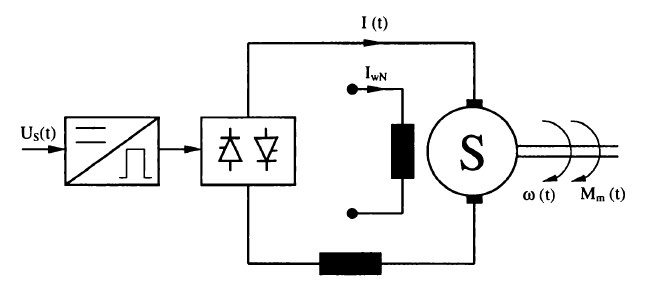 I (t)
I_wN
U_S(t)
S
ω (t)
M_m (t)